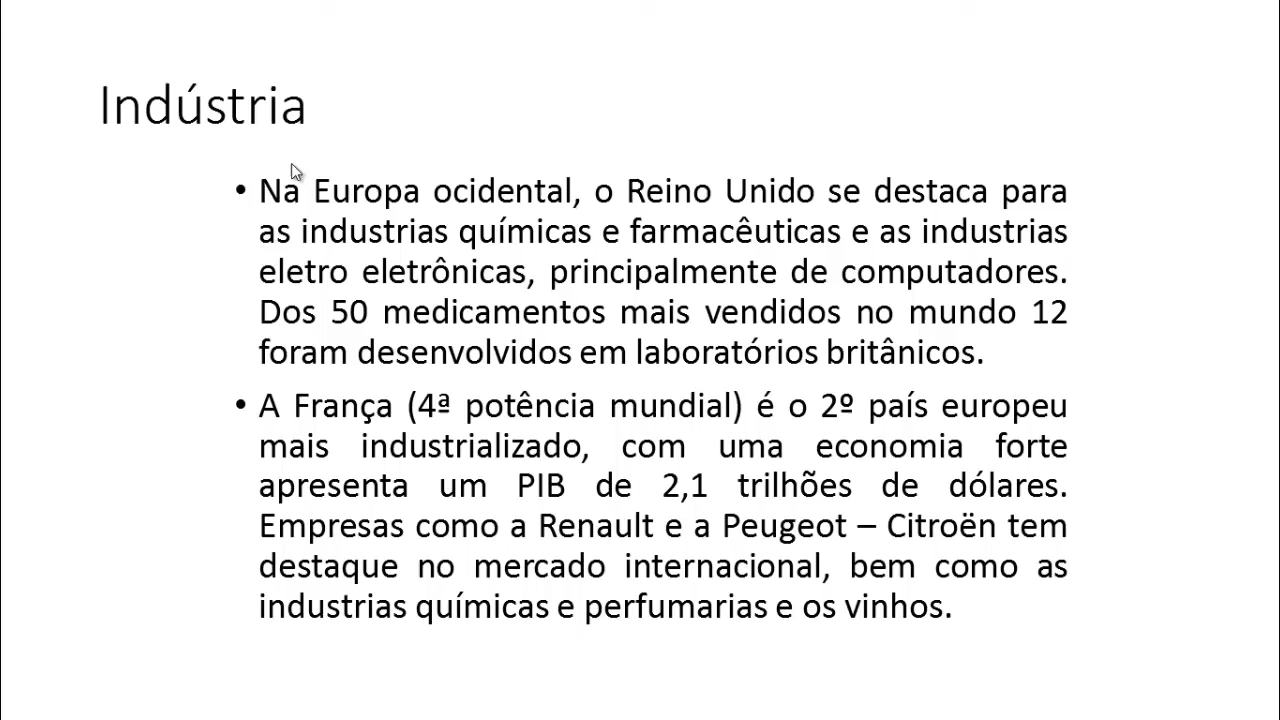 Indústria
• Na Europa ocidental, o Reino Unido se destaca para
as industrias químicas e farmacêuticas e as industrias
eletro eletrônicas, principalmente de computadores.
Dos 50 medicamentos mais vendidos no mundo 12
foram desenvolvidos em laboratórios britânicos.
• A França (4ª potência mundial) é o 2º país europeu
mais industrializado, com uma economia forte
apresenta um PIB de 2,1 trilhões de dólares.
Empresas como a Renault e a Peugeot – Citroën tem
destaque no mercado internacional, bem como as
industrias químicas e perfumarias e os vinhos.